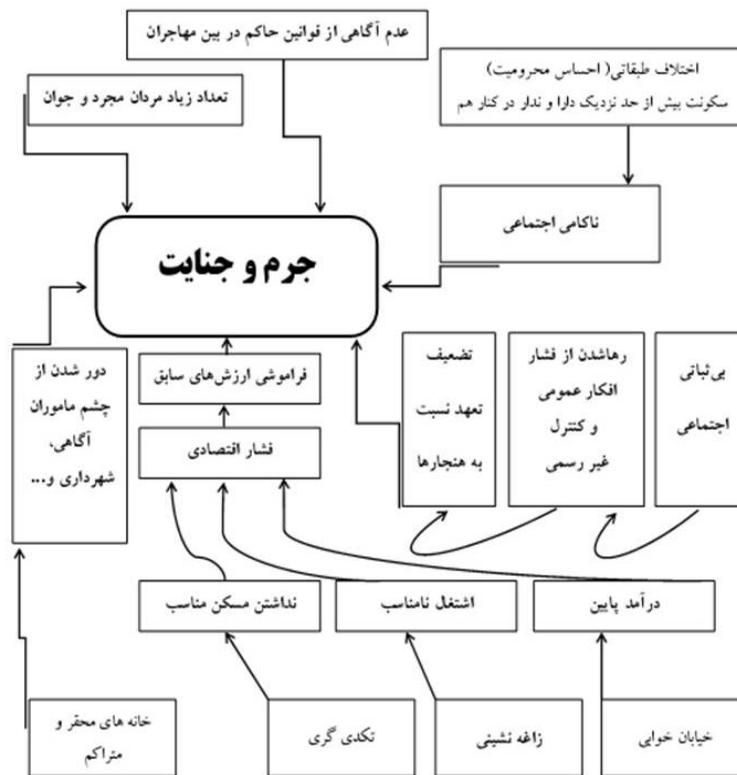 عدم آگاهی از قوانین حاکم در بین مهاجران
اختلاف طبقاتی( احساس محرومیت)
سکونت بیش از حد نزدیک دارا و ندار در کنار هم
تعداد زیاد مردان مجرد و جوان
ناکامی اجتماعی
جرم و جنایت
بی‌ثباتی
اجتماعی
رهاشدن از فشار
افکار عمومی
و کنترل
غیر رسمی
تضعیف
تعهد نسبت
به هنجارها
فراموشی ارزش‌های سابق
فشار اقتصادی
دور شدن از
چشم ماموران
آگاهی،
شهرداری و...
درآمد پایین
اشتغال نامناسب
نداشتن مسکن مناسب
خیابان خوابی
زاغه نشینی
تکدی گری
خانه های محقر و
متراکم